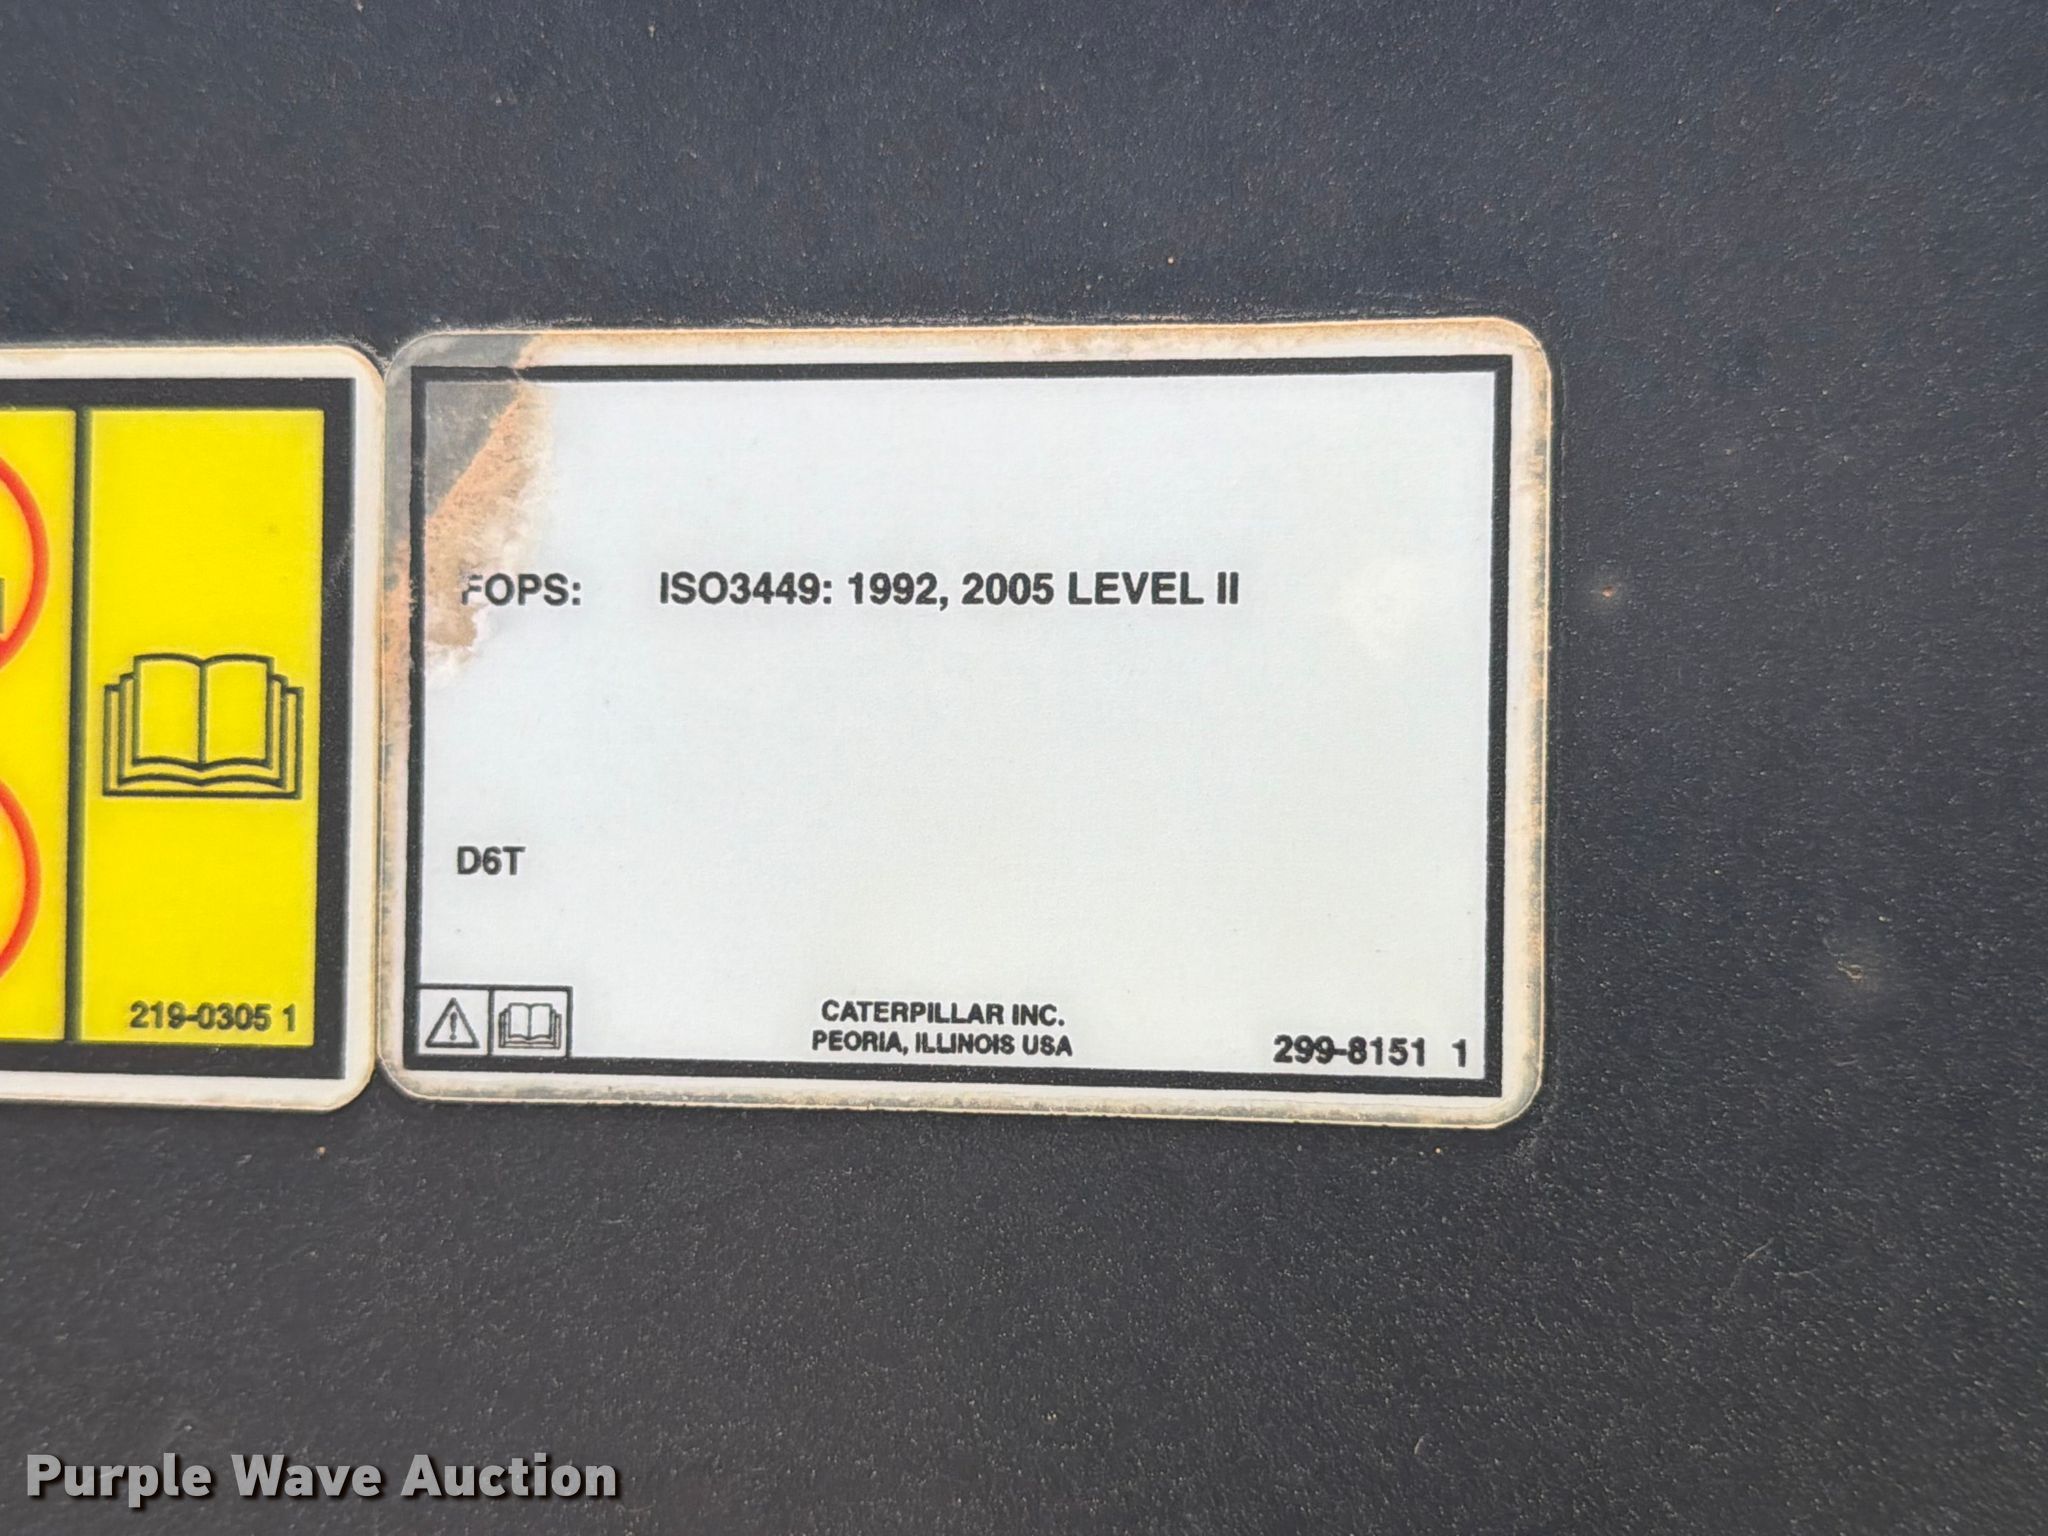 FOPS: ISO3449: 1992, 2005 LEVEL II
D6T
219-0305 1
CATERPILLAR INC.
PEORIA, ILLINOIS USA
299-8151 1
Purple Wave Auction